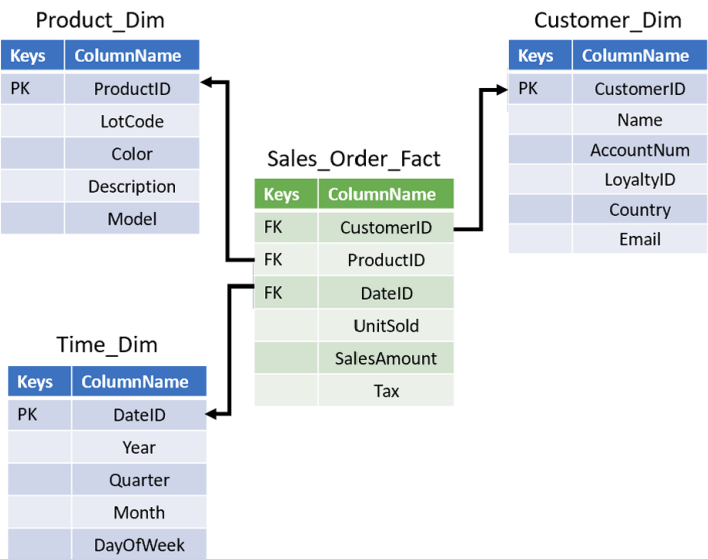 Product_Dim
Keys ColumnName
PK ProductID
LotCode
Color
Description
Model
Customer_Dim
Keys ColumnName
PK CustomerID
Name
AccountNum
LoyaltyID
Country
Email
Sales_Order_Fact
Keys ColumnName
FK CustomerID
FK ProductID
FK DateID
UnitSold
SalesAmount
Tax
Time_Dim
Keys ColumnName
PK DateID
Year
Quarter
Month
DayOfWeek